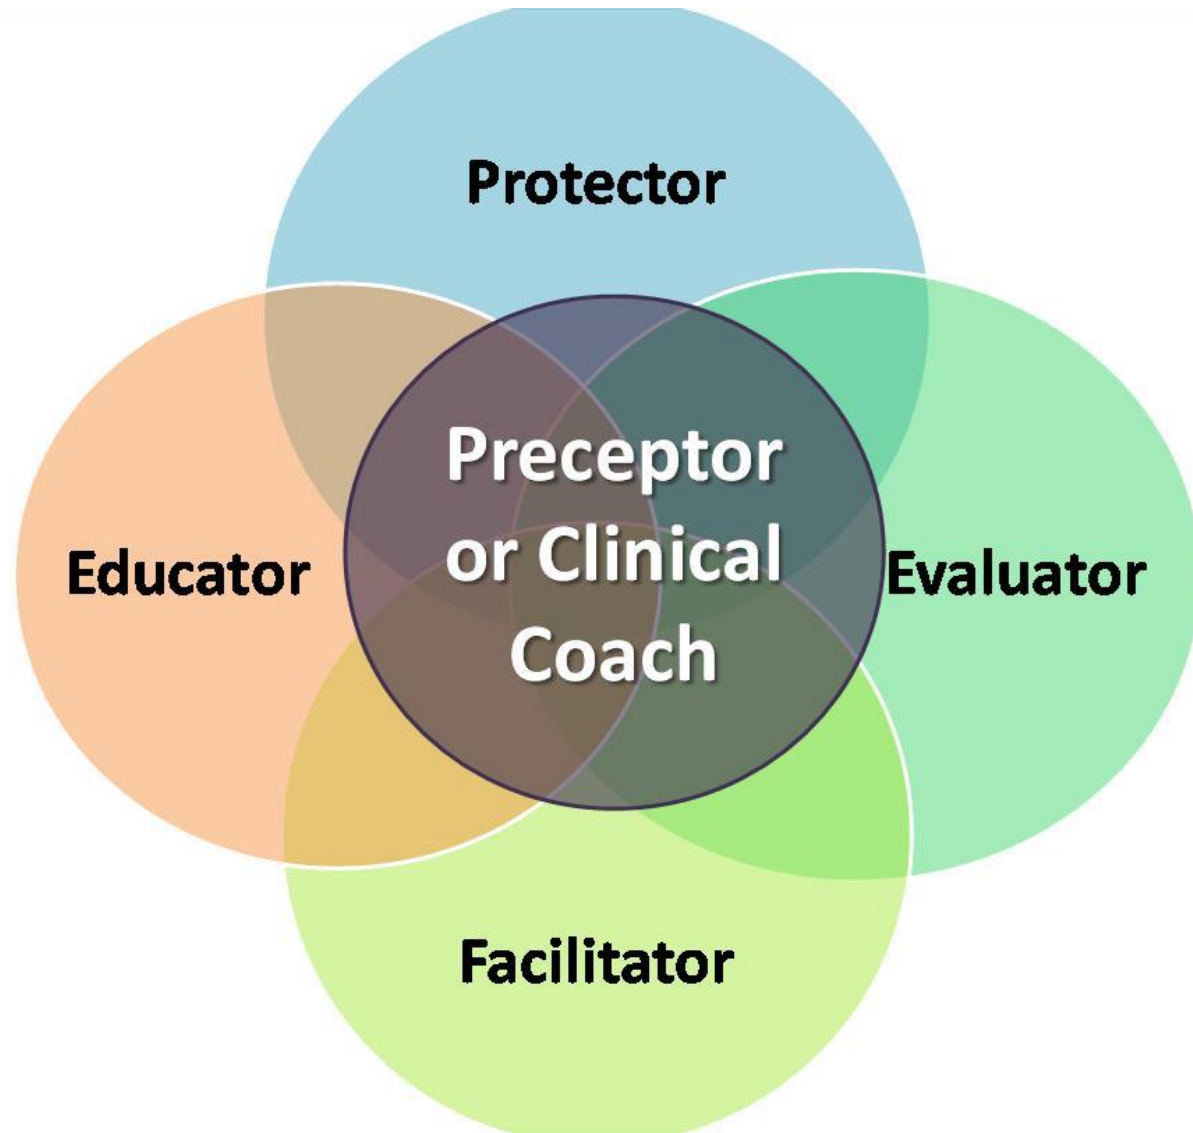 Protector
Preceptor
or Clinical
Coach
Educator
Evaluator
Facilitator